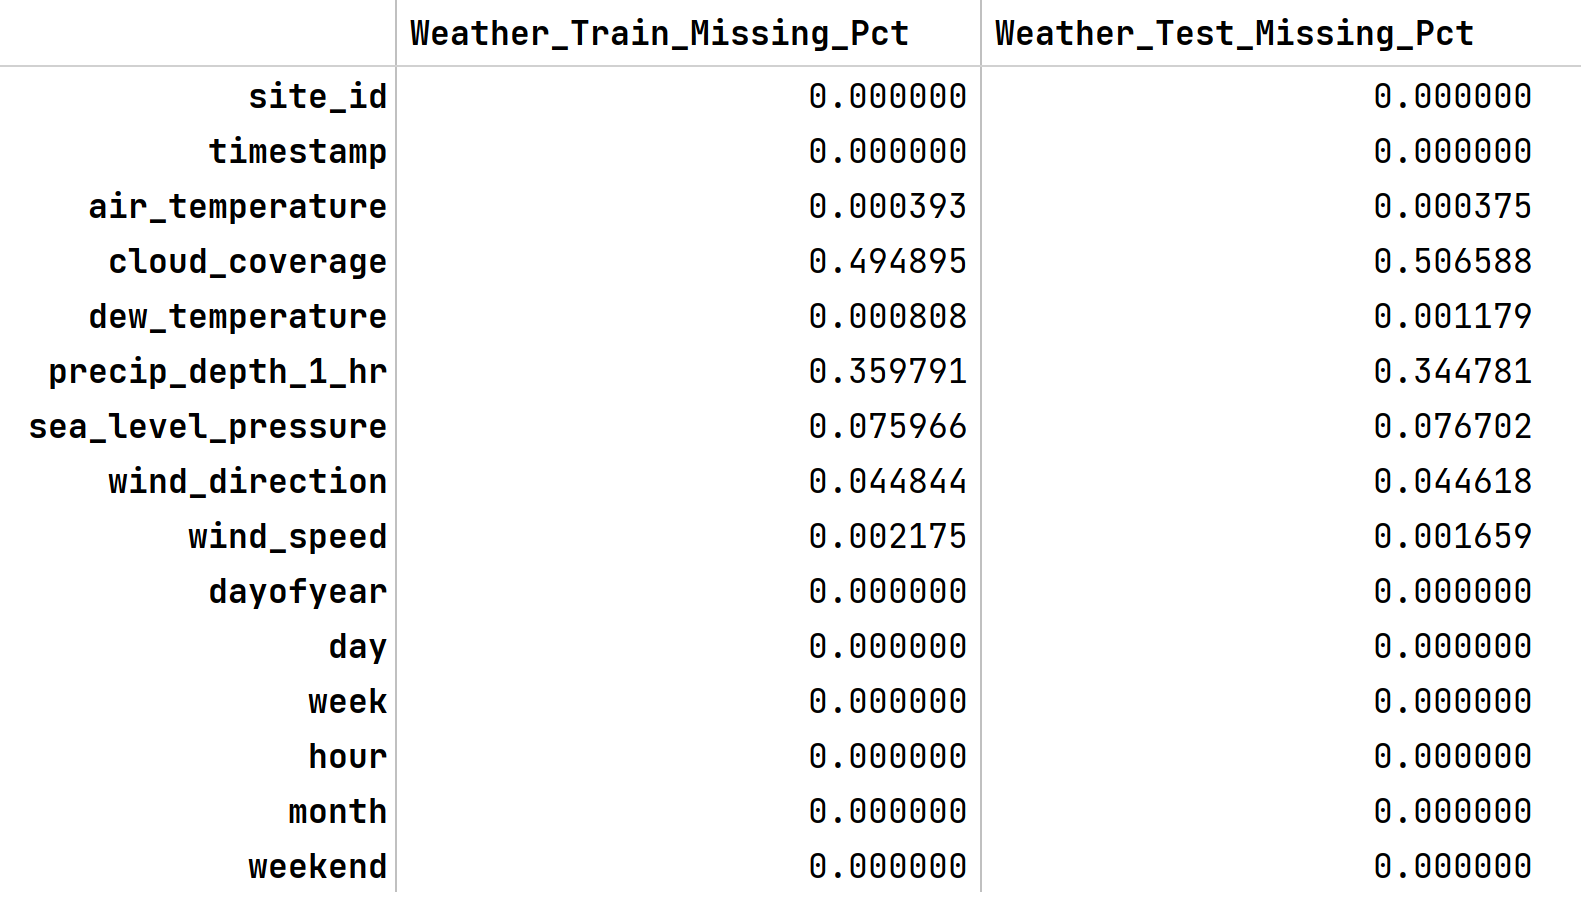 Weather_Train_Missing_Pct Weather_Test_Missing_Pct
site_id 0.000000 0.000000
timestamp 0.000000 0.000000
air_temperature 0.000393 0.000375
cloud_coverage 0.494895 0.506588
dew_temperature 0.000808 0.001179
precip_depth_1_hr 0.359791 0.344781
sea_level_pressure 0.075966 0.076702
wind_direction 0.044844 0.044618
wind_speed 0.002175 0.001659
dayofyear 0.000000 0.000000
day 0.000000 0.000000
week 0.000000 0.000000
hour 0.000000 0.000000
month 0.000000 0.000000
weekend 0.000000 0.000000